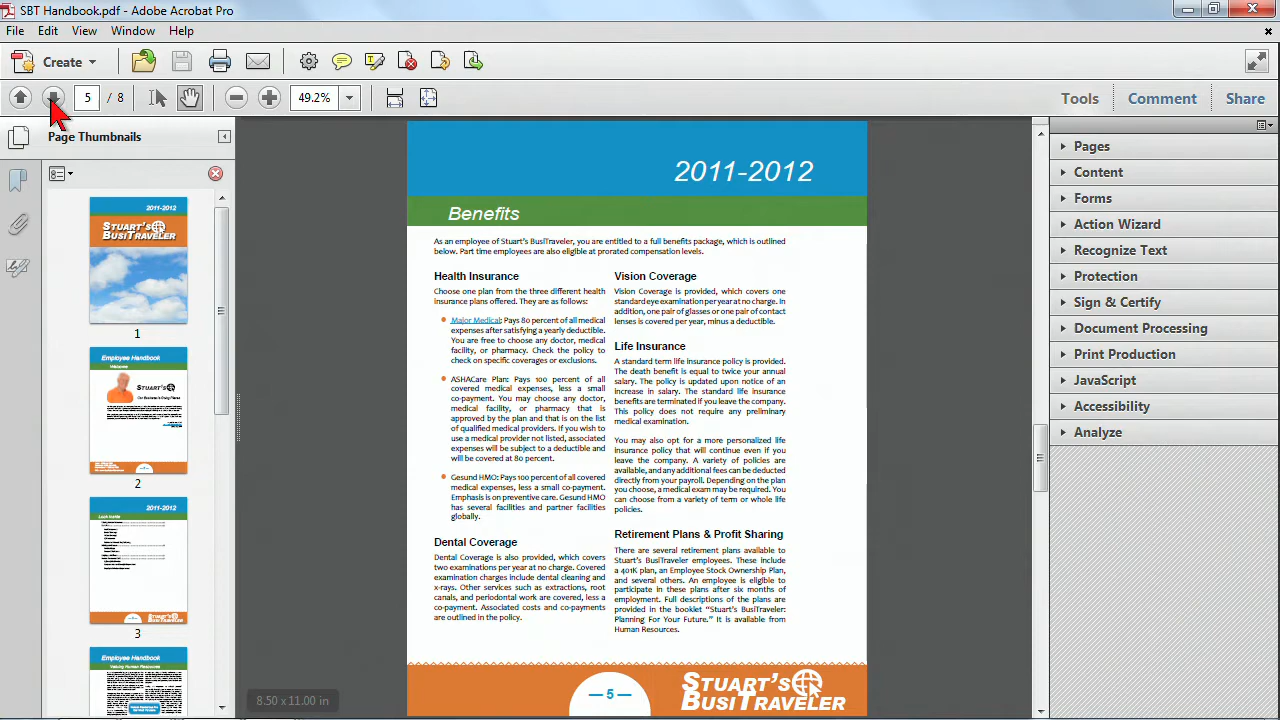 SBT Handbook.pdf - Adobe Acrobat Pro
File Edit View Window Help
Create
5 / 8 49.2% Tools Comment Share
Page Thumbnails
2011-2012
STUART'S
BUSITRAVELER
1
Employee Handbook
Welcome
STUART'S
2
2011-2012
3
Employee Handbook
Valuing Human Resources
2011-2012
Benefits
As an employee of Stuart's BusiTraveler, you are entitled to a full benefits package, which is outlined
below. Part time employees are also eligible at prorated compensation levels.
Health Insurance
Choose one plan from the three different health
insurance plans offered. They are as follows:
• Major Medical: Pays 80 percent of all medical
expenses after satisfying a yearly deductible.
You are free to choose any doctor, medical
facility, or pharmacy. Check the policy to
check on specific coverages or exclusions.
• ASHACare Plan: Pays 100 percent of all
covered medical expenses, less a small
co-payment. You may choose any doctor,
medical facility, or pharmacy that is
approved by the plan and that is on the list
of qualified medical providers. If you wish to
use a medical provider not listed, associated
expenses will be subject to a deductible and
will be covered at 80 percent.
• Gesund HMO: Pays 100 percent of all covered
medical expenses, less a small co-payment.
Emphasis is on preventive care. Gesund HMO
has several facilities and partner facilities
globally.
Dental Coverage
Dental Coverage is also provided, which covers
two examinations per year at no charge. Covered
examination charges include dental cleaning and
x-rays. Other services such as extractions, root
canals, and periodontal work are covered, less a
co-payment. Associated costs and co-payments
are outlined in the policy.
Vision Coverage
Vision Coverage is provided, which covers one
standard eye examination per year at no charge. In
addition, one pair of glasses or one pair of contact
lenses is covered per year, minus a deductible.
Life Insurance
A standard term life insurance policy is provided.
The death benefit is equal to twice your annual
salary. The policy is updated upon notice of an
increase in salary. The standard life insurance
benefits are terminated if you leave the company.
This policy does not require any preliminary
medical examination.
You may also opt for a more personalized life
insurance policy that will continue even if you
leave the company. A variety of policies are
available, and any additional fees can be deducted
directly from your payroll. Depending on the plan
you choose, a medical exam may be required. You
can choose from a variety of term or whole life
policies.
Retirement Plans & Profit Sharing
There are several retirement plans available to
Stuart's BusiTraveler employees. These include
a 401K plan, an Employee Stock Ownership Plan,
and several others. An employee is eligible to
participate in these plans after six months of
employment. Full descriptions of the plans are
provided in the booklet “Stuart's BusiTraveler:
Planning For Your Future.” It is available from
Human Resources.
— 5 —
STUART'S
BUSITRAVELER
8.50 x 11.00 in
Pages
Content
Forms
Action Wizard
Recognize Text
Protection
Sign & Certify
Document Processing
Print Production
JavaScript
Accessibility
Analyze